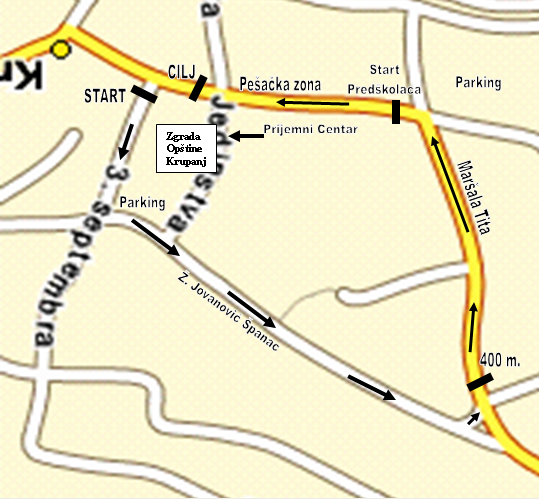 a
Kr
CILJ
START
Pešačka zona
Start
Predskolaca
Parking
Prijemni Centar
Zgrada
Opštine
Krupanj
Jedinstva
Maršala Tita
3. septembra
Parking
Z. Jovanovic Spanac
400 m.